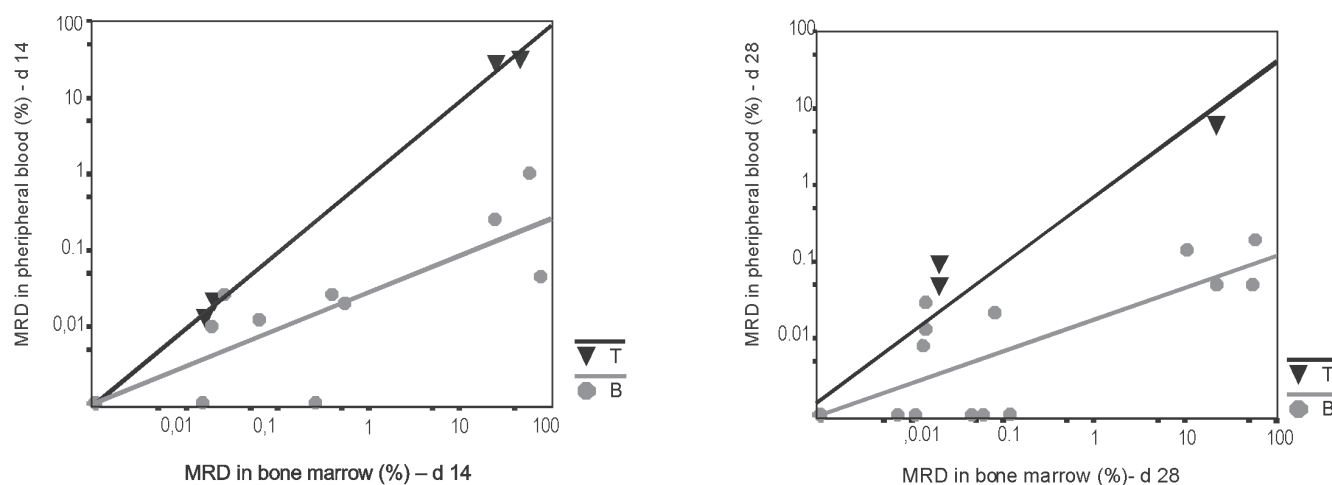 MRD in pheripheral blood (%) - d 14
100
10
1
0.1
0,01
0,01
0,1
1
10
100
MRD in bone marrow (%) – d 14
T
B
MRD in pheripheral blood (%) - d 28
100
10
1
0.1
0.01
,0.01
0.1
1
10
100
MRD in bone marrow (%)- d 28
T
B